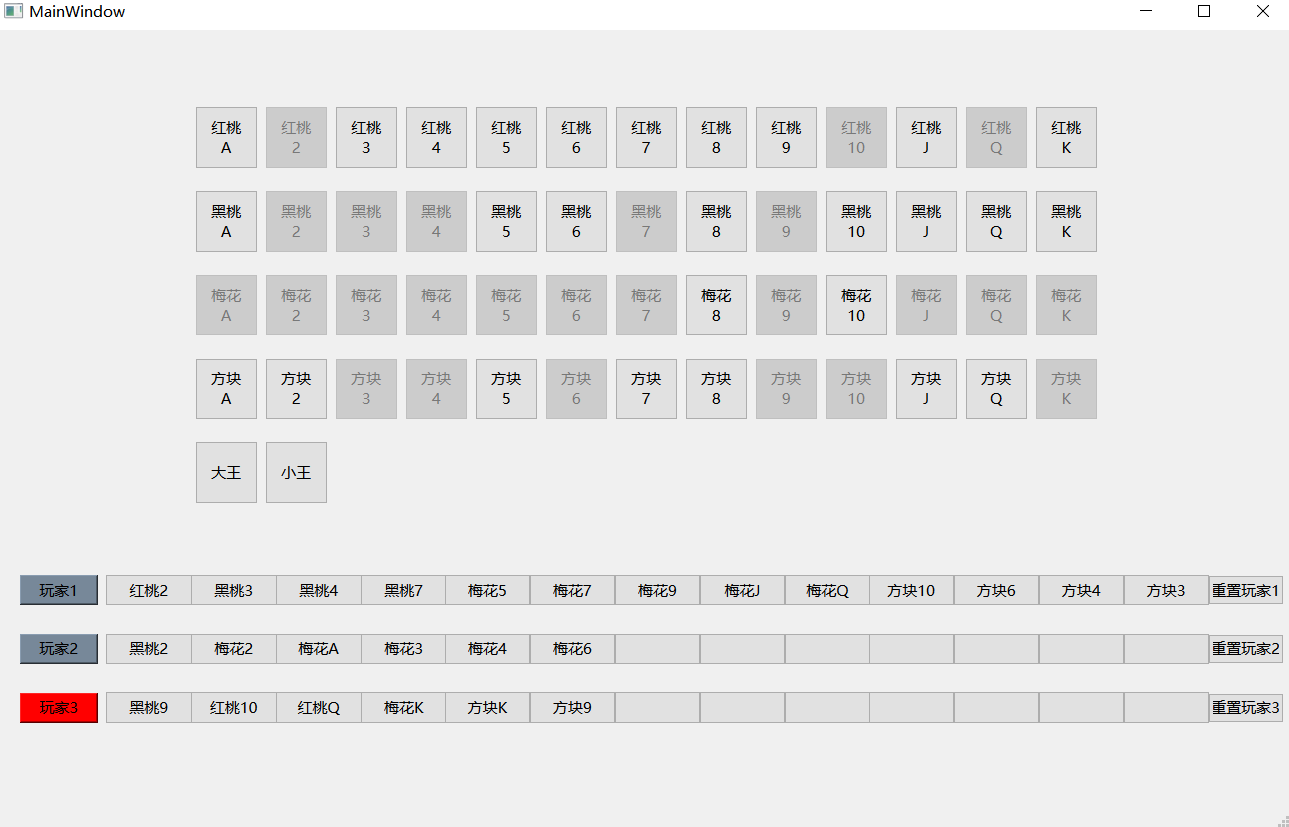 MainWindow
红桃 红桃 红桃 红桃 红桃 红桃 红桃 红桃 红桃 红桃 红桃 红桃 红桃
A 2 3 4 5 6 7 8 9 10 J Q K
黑桃 黑桃 黑桃 黑桃 黑桃 黑桃 黑桃 黑桃 黑桃 黑桃 黑桃 黑桃 黑桃
A 2 3 4 5 6 7 8 9 10 J Q K
梅花 梅花 梅花 梅花 梅花 梅花 梅花 梅花 梅花 梅花 梅花 梅花 梅花
A 2 3 4 5 6 7 8 9 10 J Q K
方块 方块 方块 方块 方块 方块 方块 方块 方块 方块 方块 方块 方块
A 2 3 4 5 6 7 8 9 10 J Q K
大王 小王
玩家1 红桃2 黑桃3 黑桃4 黑桃7 梅花5 梅花7 梅花9 梅花J 梅花Q 方块10 方块6 方块4 方块3 重置玩家1
玩家2 黑桃2 梅花2 梅花A 梅花3 梅花4 梅花6 重置玩家2
玩家3 黑桃9 红桃10 红桃Q 梅花K 方块K 方块9 重置玩家3